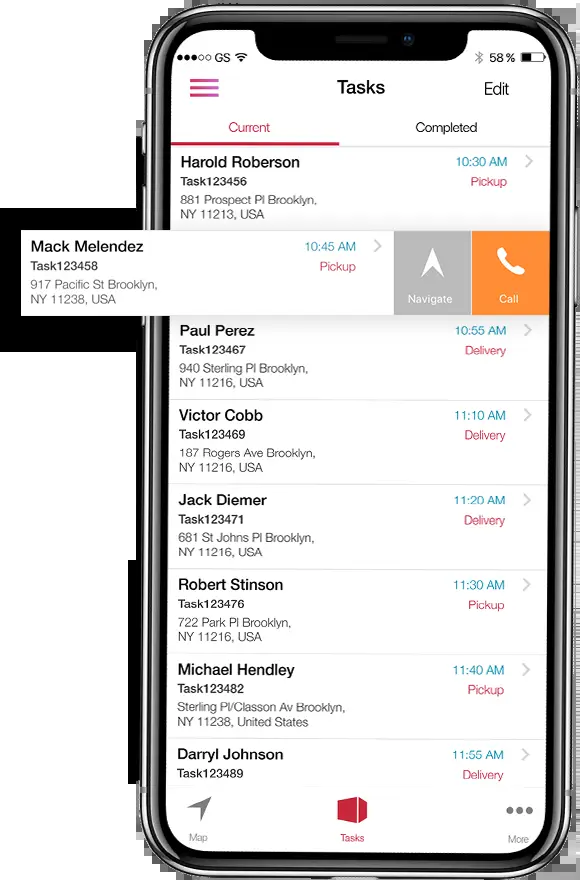 GS
58 %
Tasks
Edit
Current
Completed
Harold Roberson
10:30 AM
Task123456
Pickup
881 Prospect Pl Brooklyn,
NY 11213, USA
Mack Melendez
10:45 AM
Task123458
Pickup
917 Pacific St Brooklyn,
NY 11238, USA
Navigate
Call
Paul Perez
10:55 AM
Task123467
Delivery
940 Sterling Pl Brooklyn,
NY 11216, USA
Victor Cobb
11:10 AM
Task123469
Delivery
187 Rogers Ave Brooklyn,
NY 11216, USA
Jack Diemer
11:20 AM
Task123471
Delivery
681 St Johns Pl Brooklyn,
NY 11216, USA
Robert Stinson
11:30 AM
Task123476
Pickup
722 Park Pl Brooklyn,
NY 11216, USA
Michael Hendley
11:40 AM
Task123482
Pickup
Sterling Pl/Classon Av Brooklyn,
NY 11238, United States
Darryl Johnson
11:55 AM
Task123489
Delivery
Map
Tasks
More